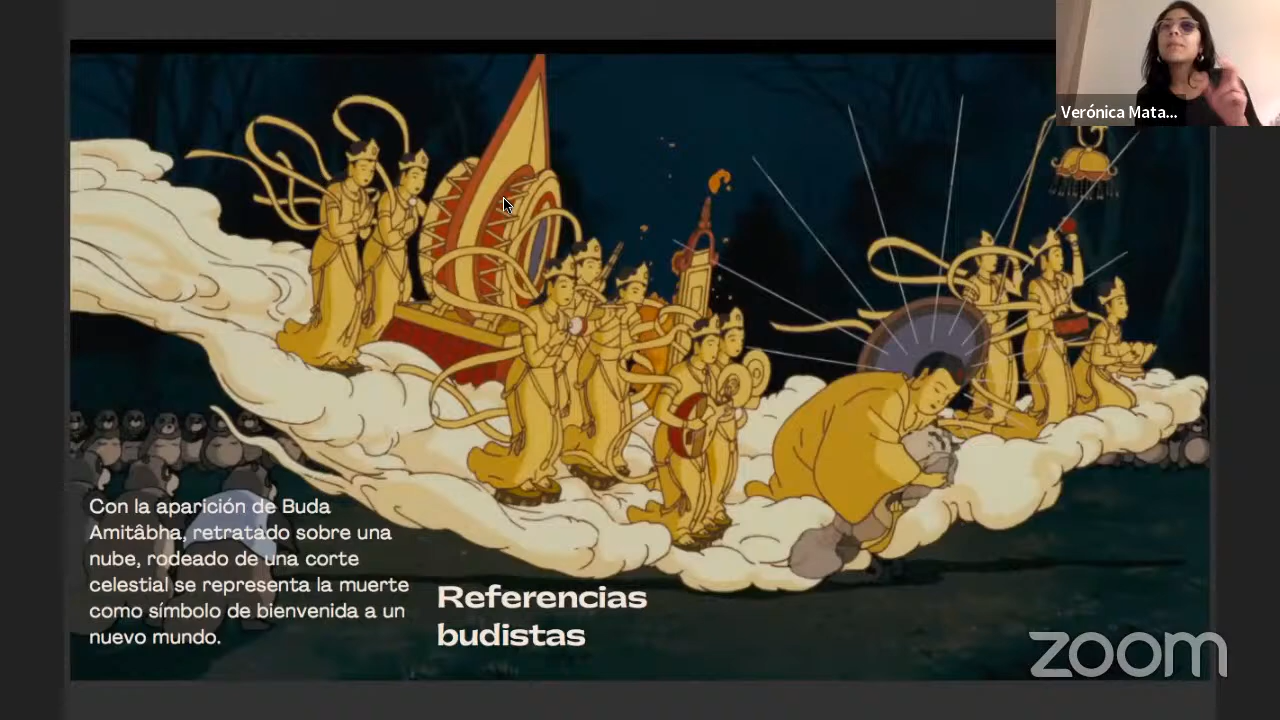 Verónica Mata...
Con la aparición de Buda
Amitâbha, retratado sobre una
nube, rodeado de una corte
celestial se representa la muerte
como símbolo de bienvenida a un
nuevo mundo.
Referencias
budistas
zoom